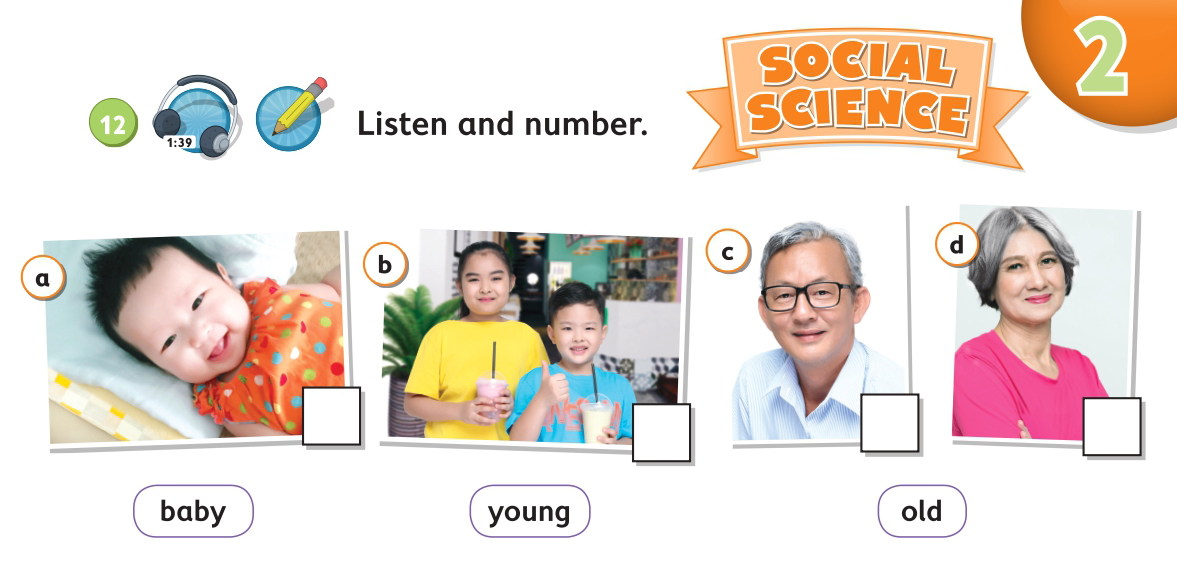 2
SOCIAL
SCIENCE
12
1:39
Listen and number.
a
b
c
d
baby
young
old